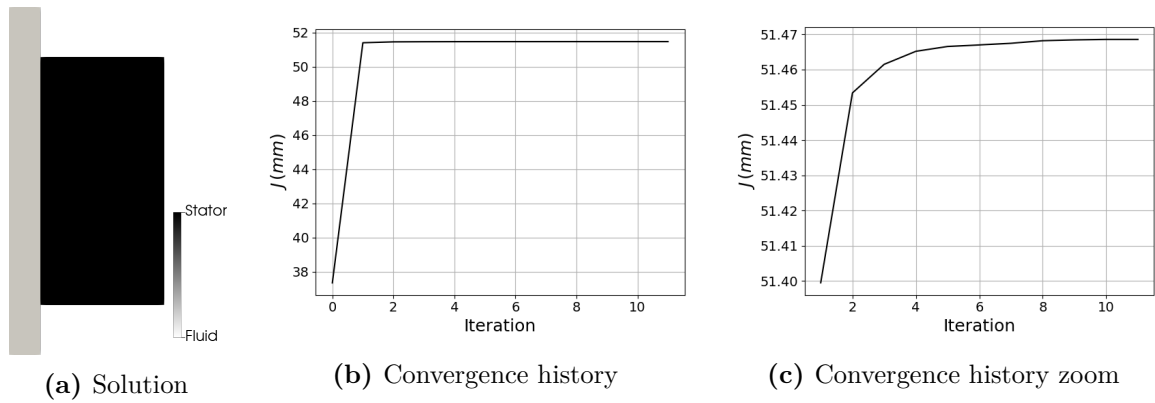 Stator
Fluid
(a) Solution
52
50
48
46
44
42
40
38
J (mm)
0 2 4 6 8 10
Iteration
(b) Convergence history
51.47
51.46
51.45
51.44
51.43
51.42
51.41
51.40
J (mm)
2 4 6 8 10
Iteration
(c) Convergence history zoom